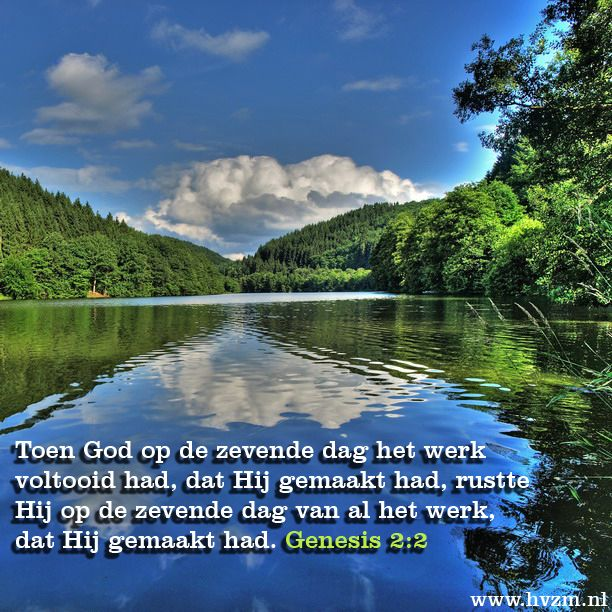 Toen God op de zevende dag het werk
voltooid had, dat Hij gemaakt had, rustte
Hij op de zevende dag van al het werk,
dat Hij gemaakt had. Genesis 2:2
www.hvzm.nl